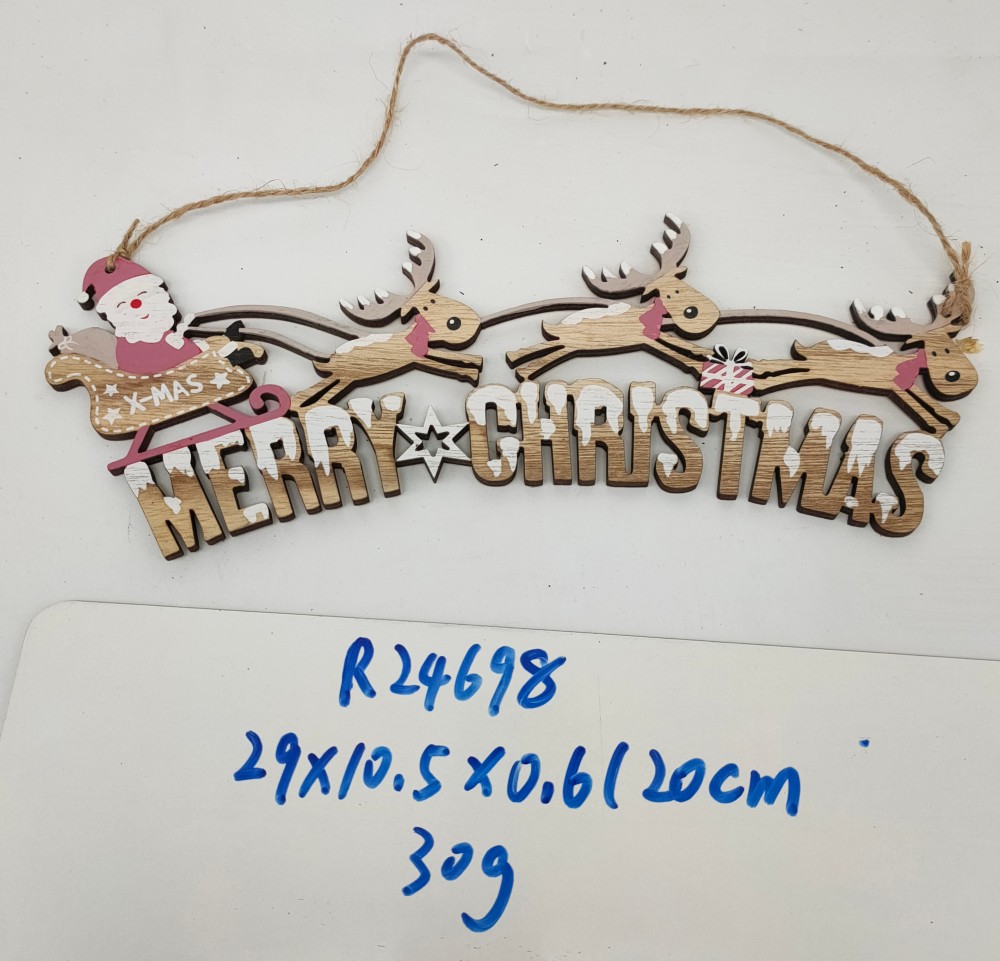 X-MAS
MERRY CHRISTMAS
R24698
29x10.5x0.6(20cm
30g